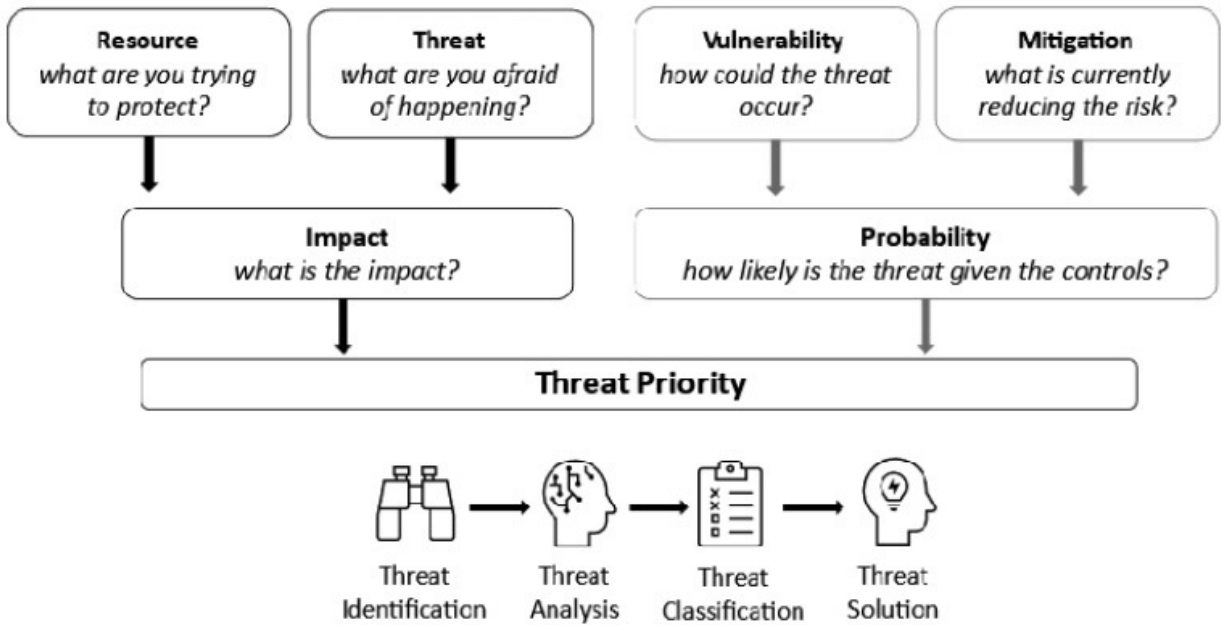 Resource
what are you trying
to protect?
Threat
what are you afraid
of happening?
Vulnerability
how could the threat
occur?
Mitigation
what is currently
reducing the risk?
Impact
what is the impact?
Probability
how likely is the threat given the controls?
Threat Priority
Threat
Identification
Threat
Analysis
Threat
Classification
Threat
Solution